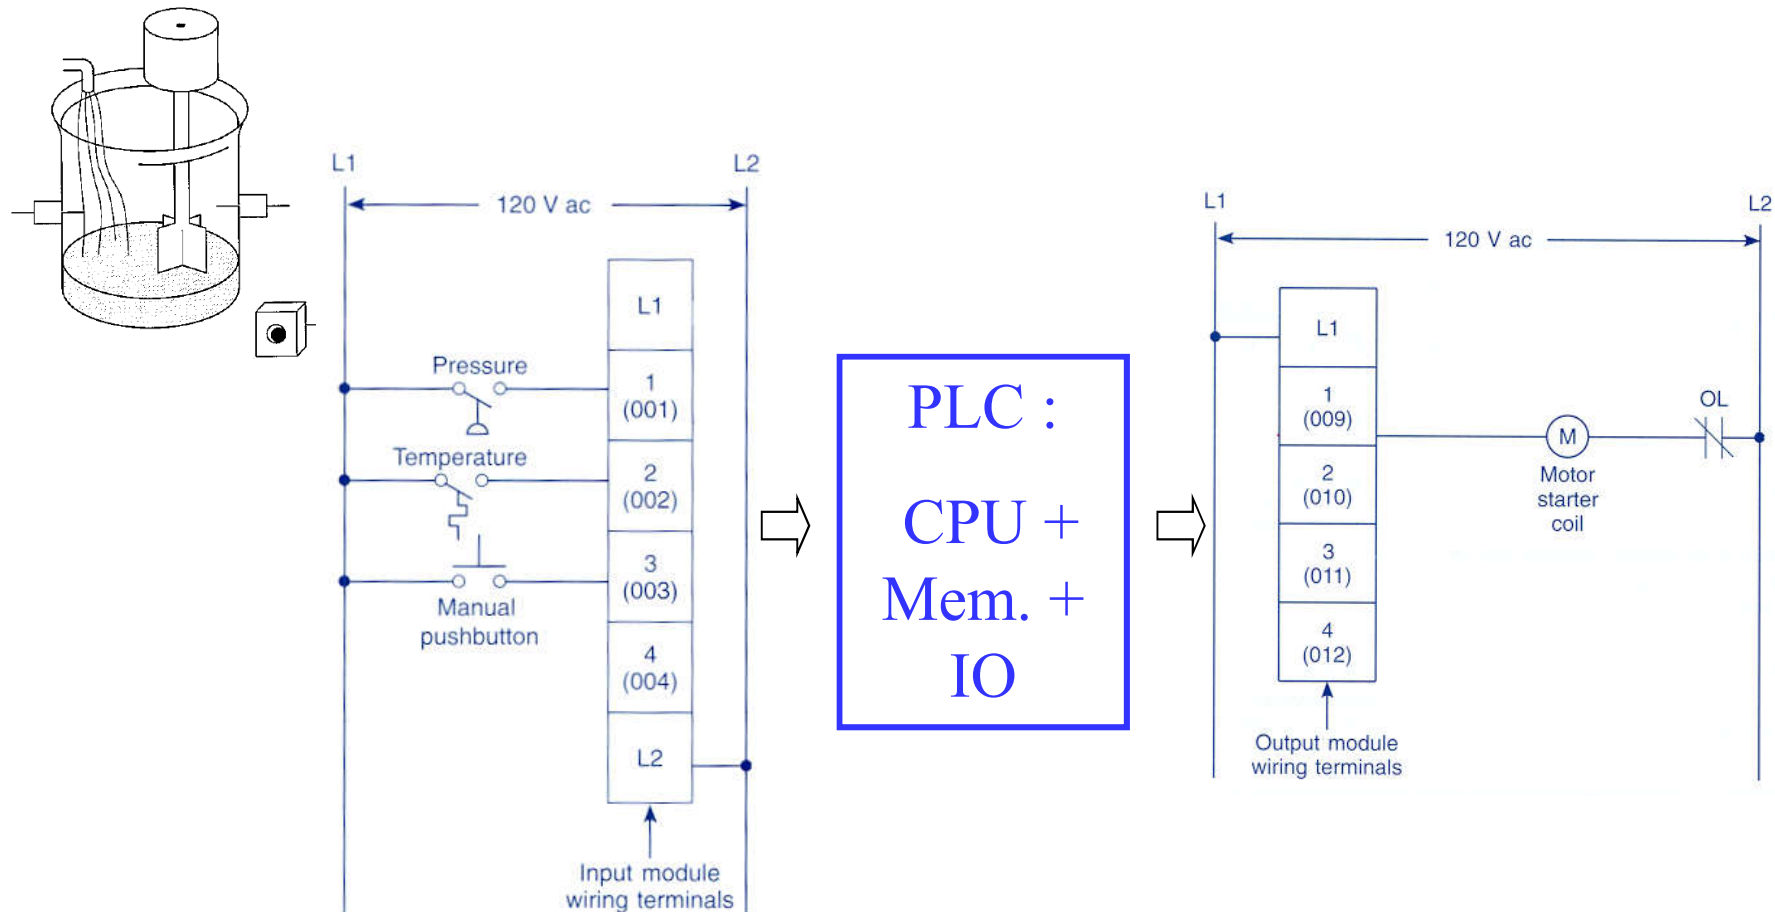 L1
L2
120 V ac
L1
Pressure
1
(001)
Temperature
2
(002)
3
(003)
Manual
pushbutton
4
(004)
L2
Input module
wiring terminals
PLC :
CPU +
Mem. +
IO
L1
L2
120 V ac
L1
1
(009)
OL
M
Motor
starter
coil
2
(010)
3
(011)
4
(012)
Output module
wiring terminals